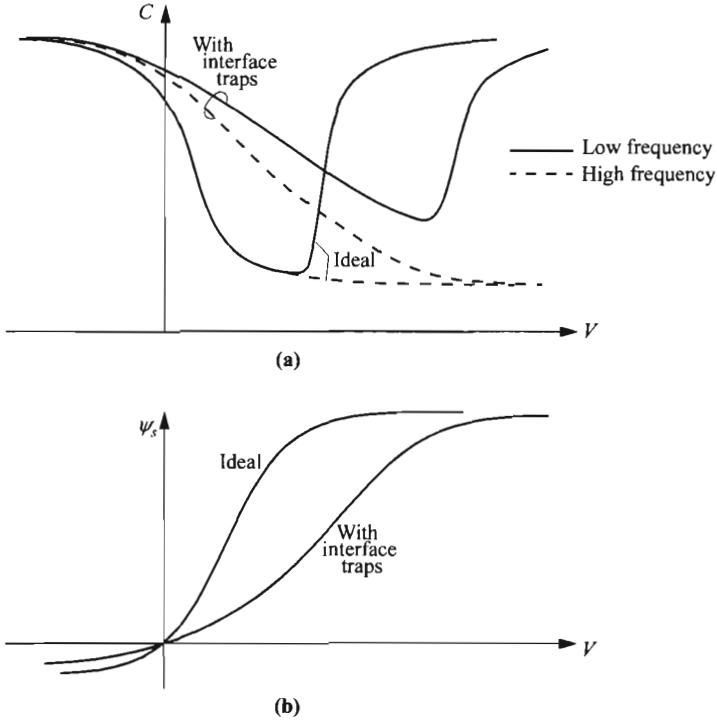 C
With
interface
traps
Low frequency
High frequency
Ideal
V
(a)
ψs
Ideal
With
interface
traps
V
(b)